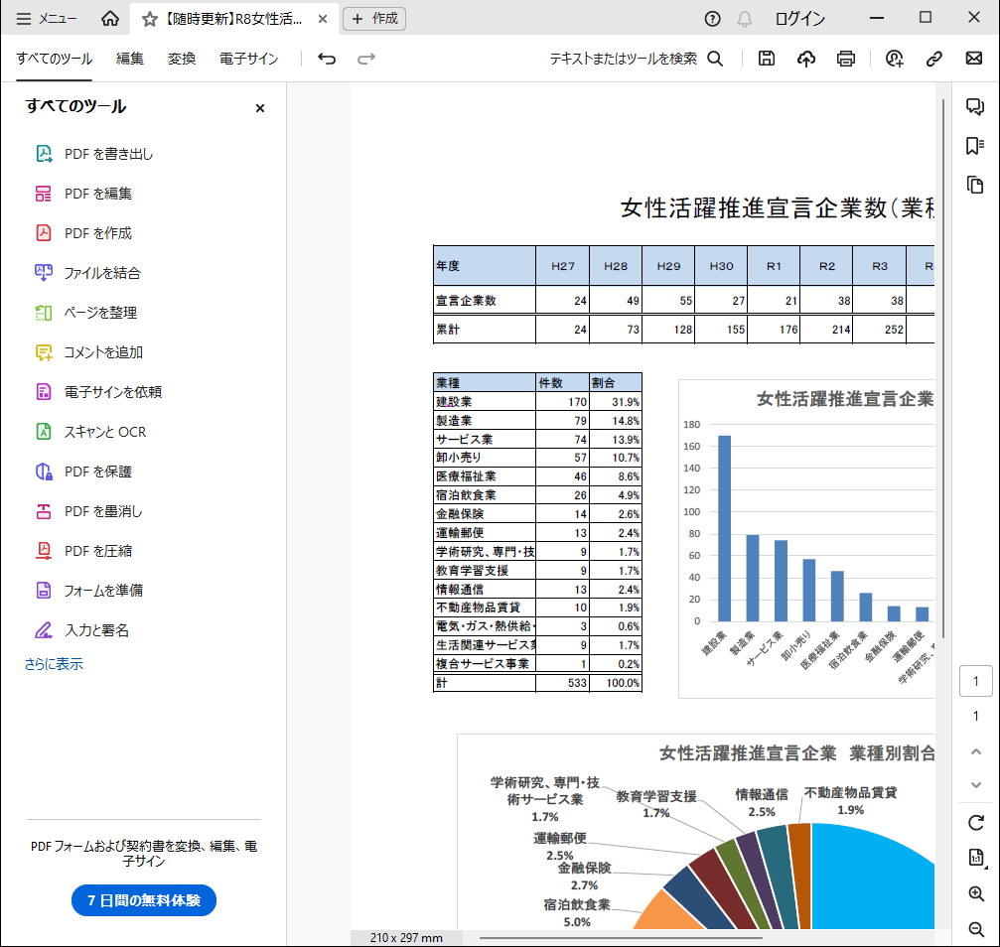 メニュー
【随時更新】R8女性活...
作成
ログイン
すべてのツール 編集 変換 電子サイン
テキストまたはツールを検索
すべてのツール
PDF を書き出し
PDF を編集
PDF を作成
ファイルを結合
ページを整理
コメントを追加
電子サインを依頼
スキャンと OCR
PDF を保護
PDF を墨消し
PDF を圧縮
フォームを準備
入力と署名
さらに表示
PDF フォームおよび契約書を変換、編集、電
子サイン
7 日間の無料体験
女性活躍推進宣言企業数(業種
年度 H27 H28 H29 H30 R1 R2 R3
宣言企業数 24 49 55 27 21 38 38
累計 24 73 128 155 176 214 252
業種 件数 割合
建設業 170 31.9%
製造業 79 14.8%
サービス業 74 13.9%
卸小売り 57 10.7%
医療福祉業 46 8.6%
宿泊飲食業 26 4.9%
金融保険 14 2.6%
運輸郵便 13 2.4%
学術研究、専門・技 9 1.7%
教育学習支援 9 1.7%
情報通信 13 2.4%
不動産物品賃貸 10 1.9%
電気・ガス・熱供給・ 3 0.6%
生活関連サービス業 9 1.7%
複合サービス事業 1 0.2%
計 533 100.0%
女性活躍推進宣言企業
180
160
140
120
100
80
60
40
20
0
建設業
製造業
サービス業
卸小売り
医療福祉業
宿泊飲食業
金融保険
運輸郵便
学術研究、
女性活躍推進宣言企業 業種別割合
学術研究、専門・技
術サービス業
1.7%
教育学習支援
1.7%
情報通信
2.5%
不動産物品賃貸
1.9%
運輸郵便
2.5%
金融保険
2.7%
宿泊飲食業
5.0%
210 x 297 mm
1
1
1:1